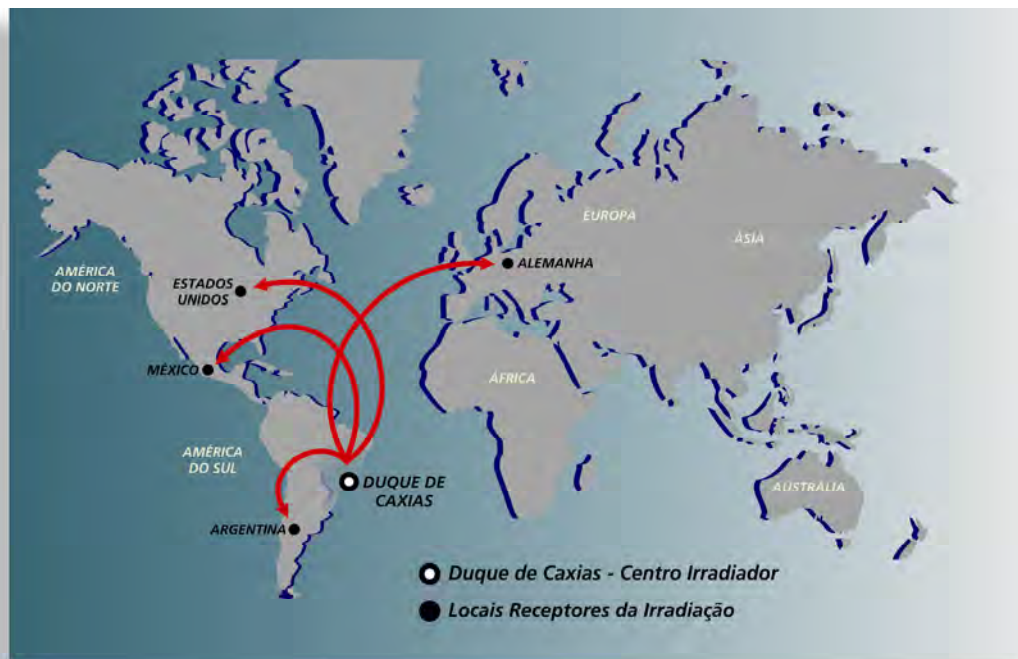 EUROPA
ÁSIA
ALEMANHA
AMÉRICA
DO NORTE
ESTADOS
UNIDOS
MÉXICO
ÁFRICA
AMÉRICA
DO SUL
DUQUE DE
CAXIAS
AUSTRÁLIA
ARGENTINA
Duque de Caxias - Centro Irradiador
Locais Receptores da Irradiação